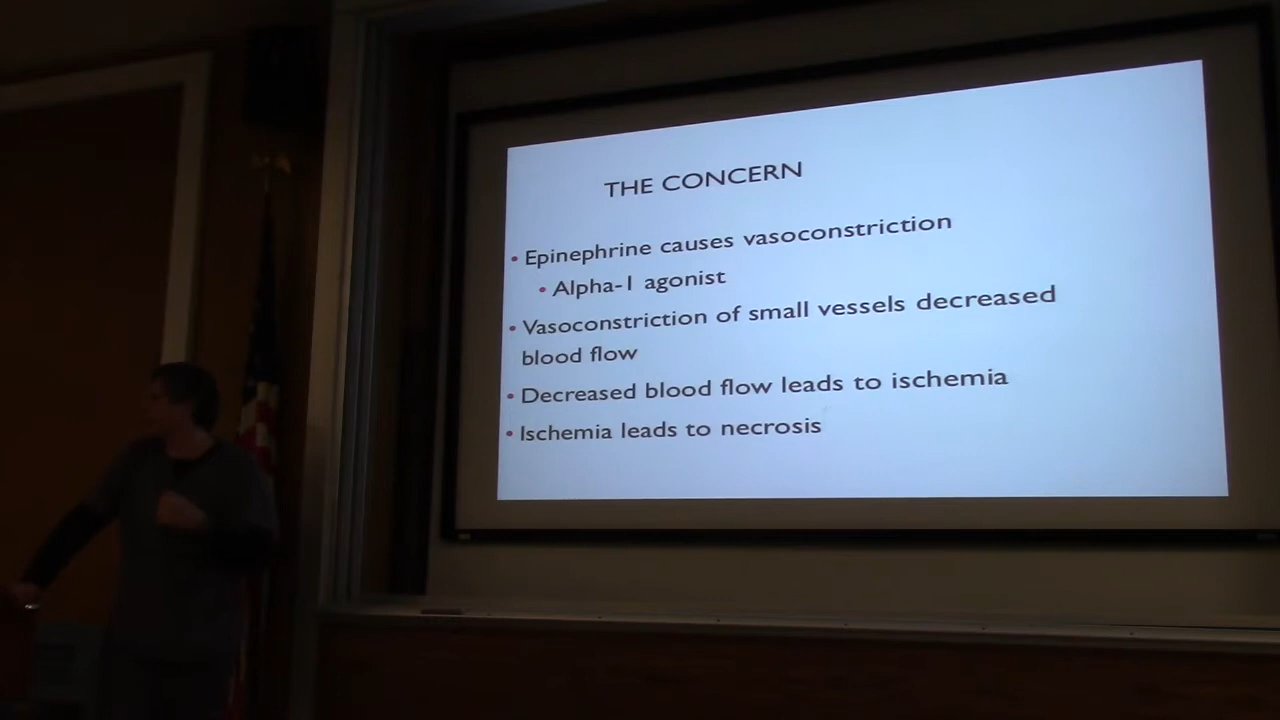 THE CONCERN
• Epinephrine causes vasoconstriction
• Alpha-1 agonist
• Vasoconstriction of small vessels decreased
blood flow
• Decreased blood flow leads to ischemia
• Ischemia leads to necrosis